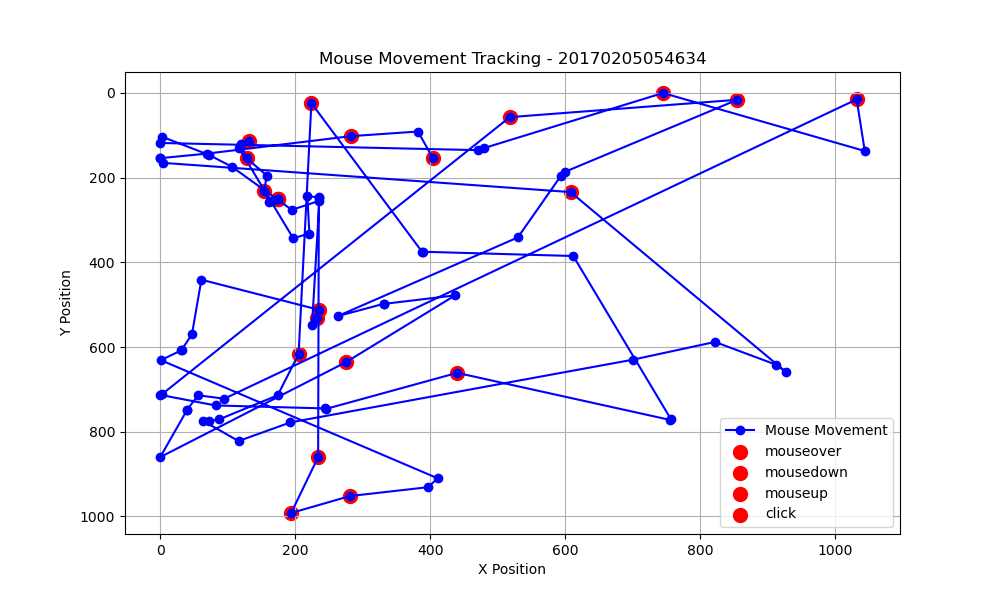 Mouse Movement Tracking - 20170205054634
0
200
400
600
800
1000
Y Position
0
200
400
600
800
1000
X Position
Mouse Movement
mouseover
mousedown
mouseup
click